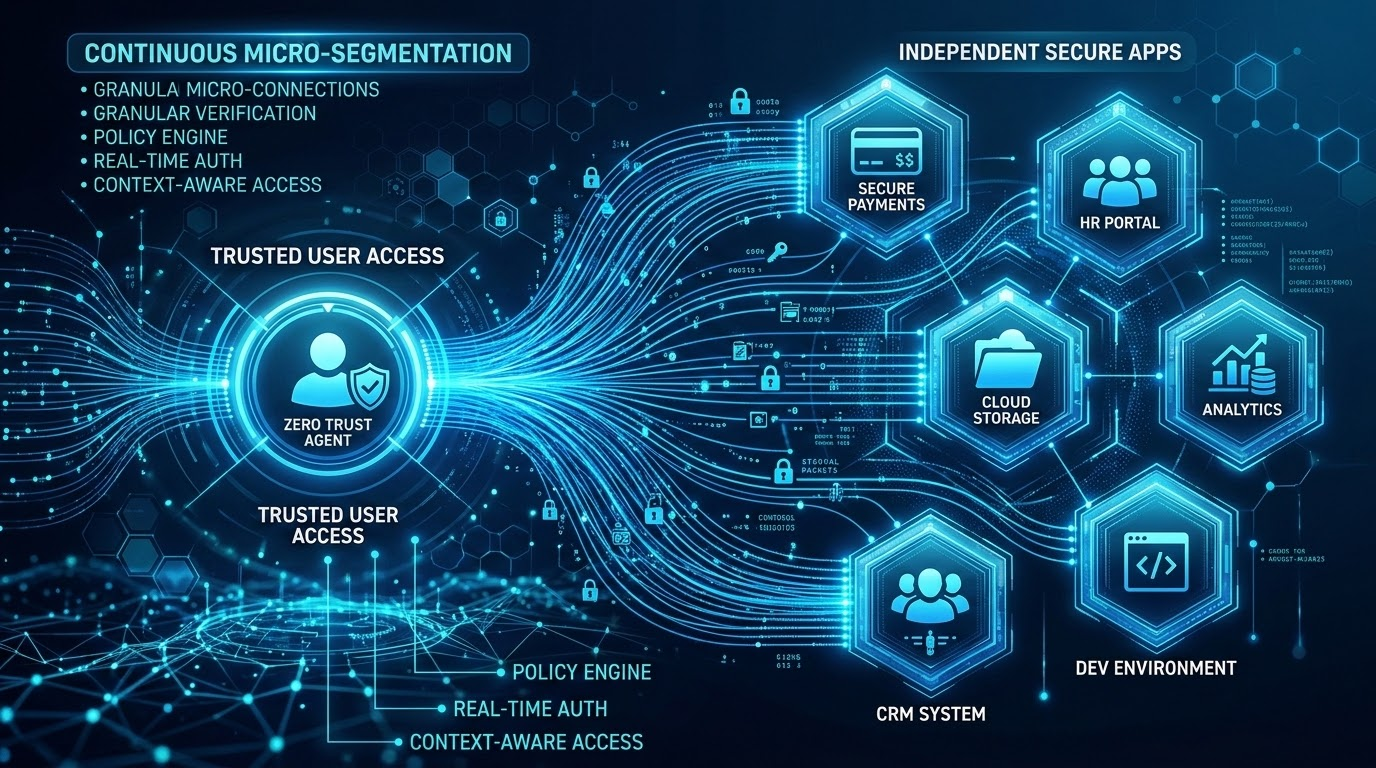 CONTINUOUS MICRO-SEGMENTATION
• GRANULA MICRO-CONNECTIONS
• GRANULAR VERIFICATION
• POLICY ENGINE
• REAL-TIME AUTH
• CONTEXT-AWARE ACCESS
INDEPENDENT SECURE APPS
$$
SECURE
PAYMENTS
HR PORTAL
TRUSTED USER ACCESS
ZERO TRUST
AGENT
CLOUD
STORAGE
ANALYTICS
TRUSTED USER
ACCESS
</>
PACKETS
DEV ENVIRONMENT
CRM SYSTEM
POLICY ENGINE
REAL-TIME AUTH
CONTEXT-AWARE ACCESS